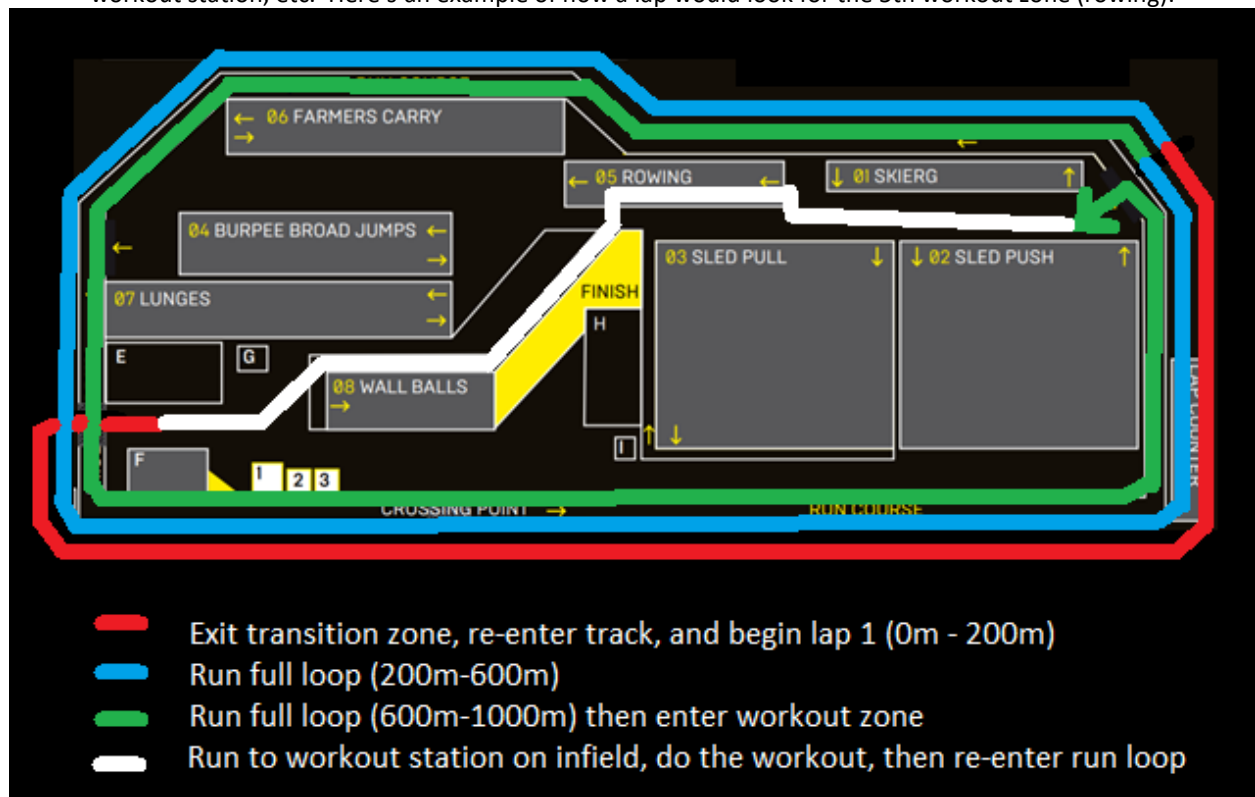 workout station, etc. Here's an example of how a lap would look for the 5th workout zone (rowing):
← 06 FARMERS CARRY
→
←
← 05 ROWING ←
↓ 01 SKIERG ↑
04 BURPEE BROAD JUMPS ←
→
←
03 SLED PULL ↓
↓ 02 SLED PUSH ↑
07 LUNGES ←
→
FINISH
H
E
G
08 WALL BALLS
→
LAP COUNTER
I
↑ ↓
F
1
2 3
CROSSING POINT →
RUN COURSE
Exit transition zone, re-enter track, and begin lap 1 (0m - 200m)
Run full loop (200m-600m)
Run full loop (600m-1000m) then enter workout zone
Run to workout station on infield, do the workout, then re-enter run loop